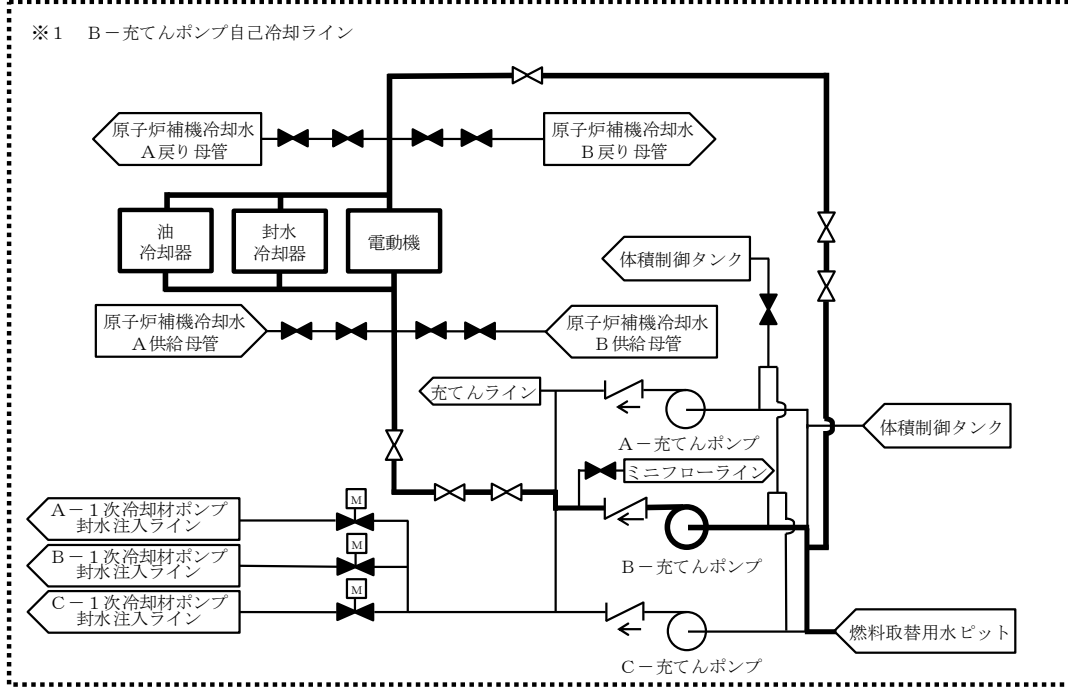 ※1 B-充てんポンプ自己冷却ライン
原子炉補機冷却水
A戻り母管
原子炉補機冷却水
B戻り母管
油
冷却器
封水
冷却器
電動機
体積制御タンク
原子炉補機冷却水
A供給母管
原子炉補機冷却水
B供給母管
充てんライン
A-充てんポンプ
体積制御タンク
ミニフローライン
A-1次冷却材ポンプ
封水注入ライン
M
B-1次冷却材ポンプ
封水注入ライン
M
B-充てんポンプ
C-1次冷却材ポンプ
封水注入ライン
M
燃料取替用水ピット
C-充てんポンプ